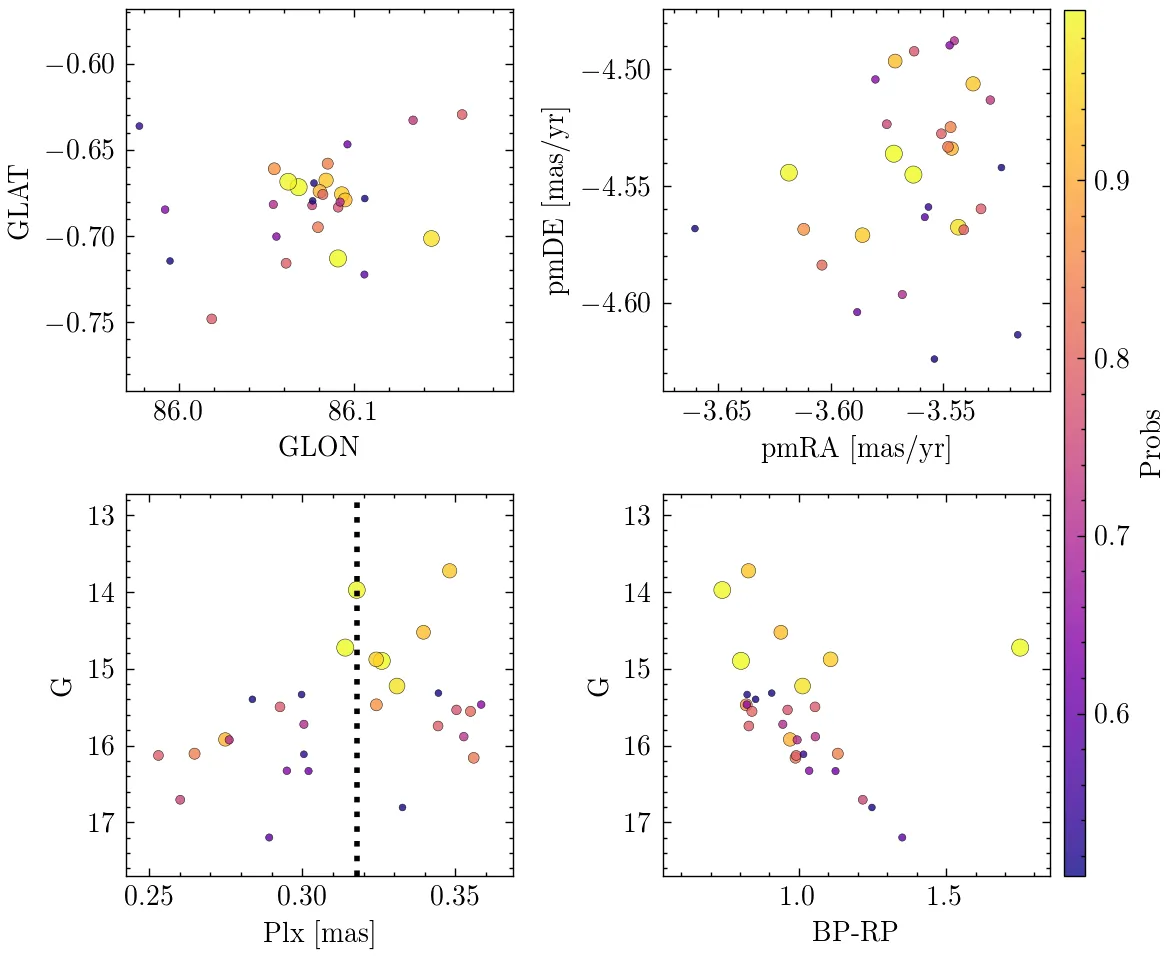 −0.60
−0.65
−0.70
−0.75
GLAT
86.0 86.1
GLON
−4.50
−4.55
−4.60
pmDE [mas/yr]
−3.65 −3.60 −3.55
pmRA [mas/yr]
13
14
15
16
17
G
0.25 0.30 0.35
Plx [mas]
13
14
15
16
17
G
1.0 1.5
BP-RP
0.9
0.8
0.7
0.6
Probs